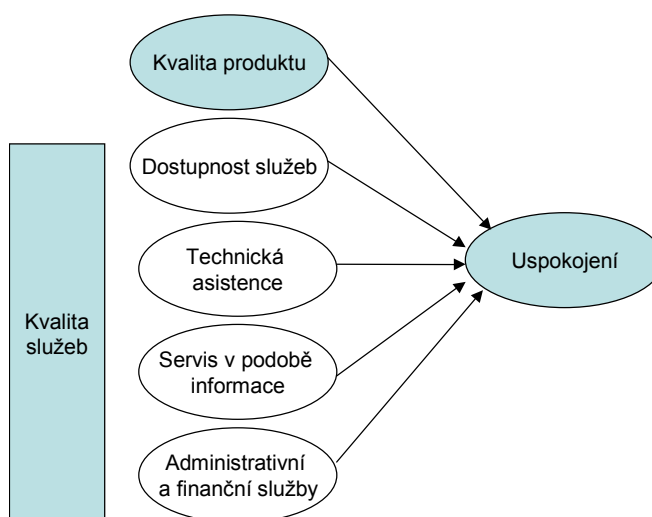 Kvalita produktu
Dostupnost služeb
Technická
asistence
Uspokojení
Kvalita
služeb
Servis v podobě
informace
Administrativní
a finanční služby